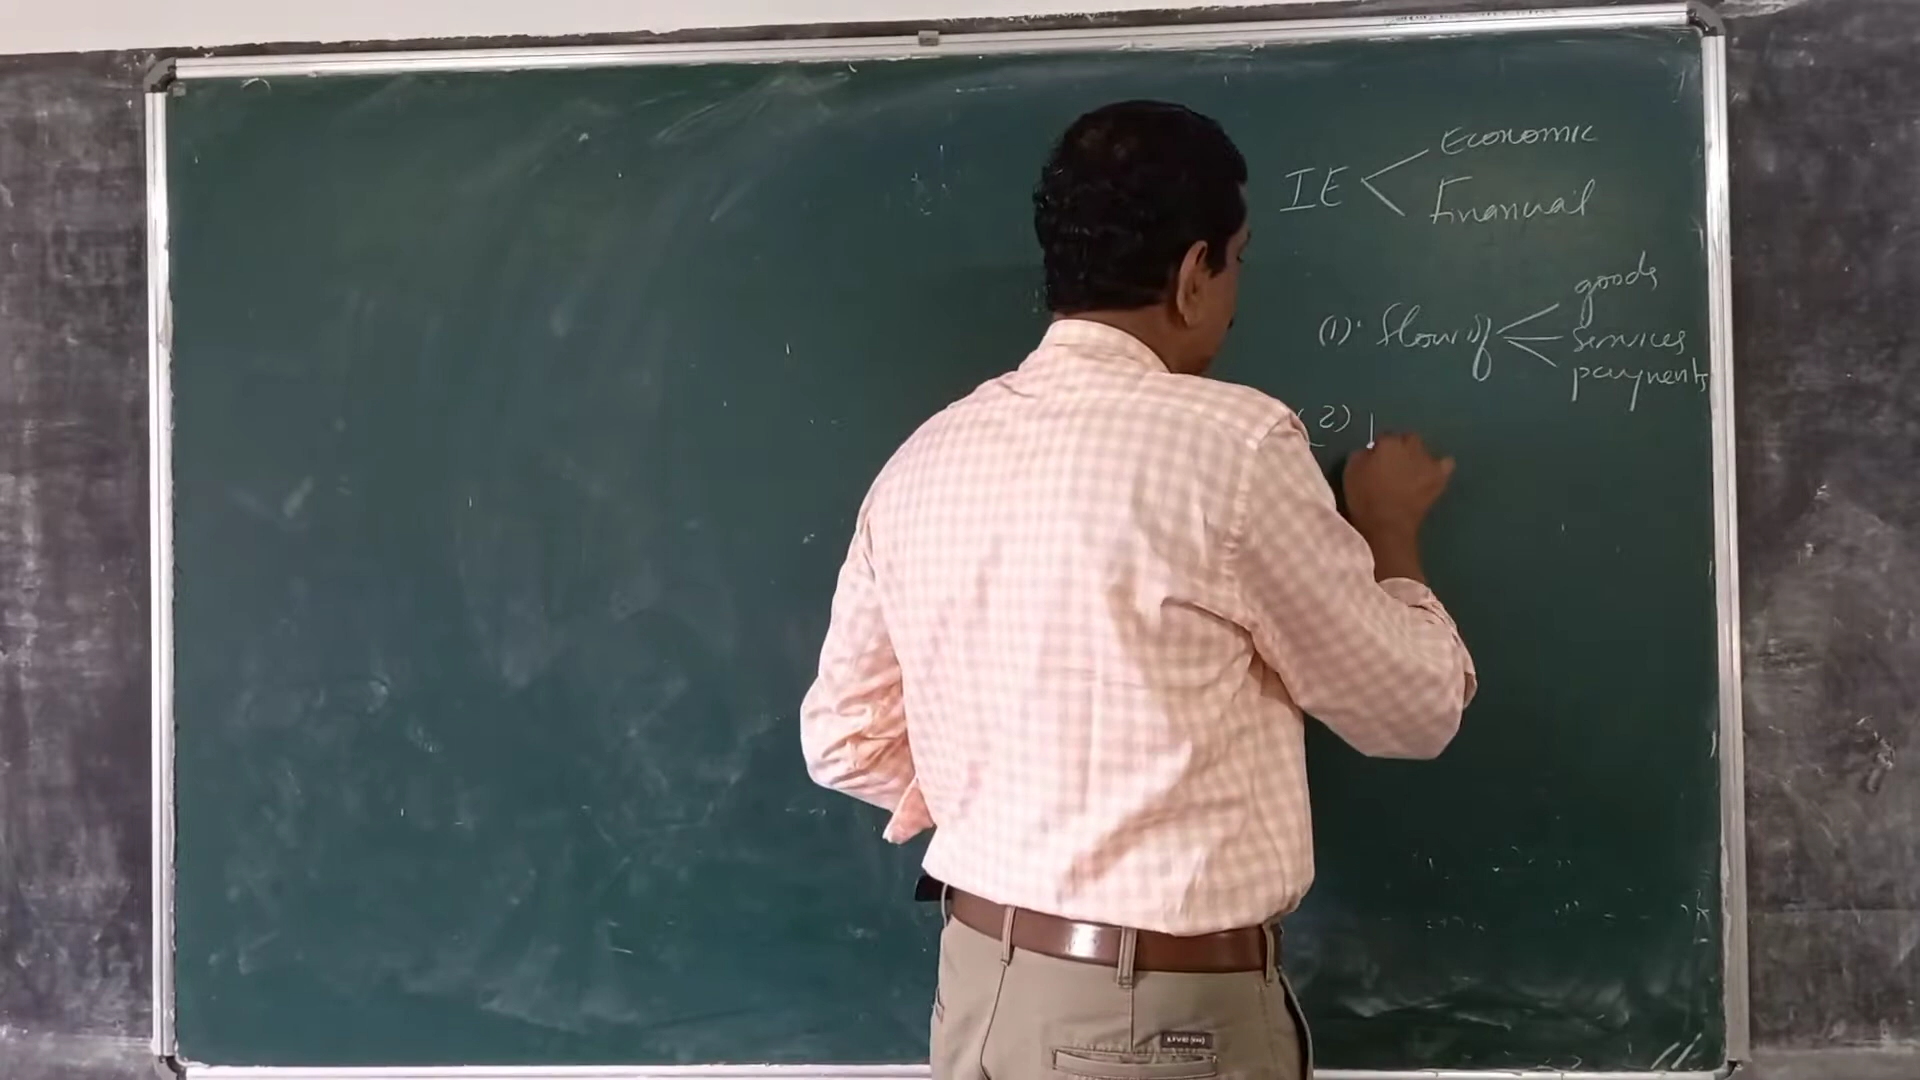 Economic
IE <
Financial
goods
(1). flow of
services
payments
(2)